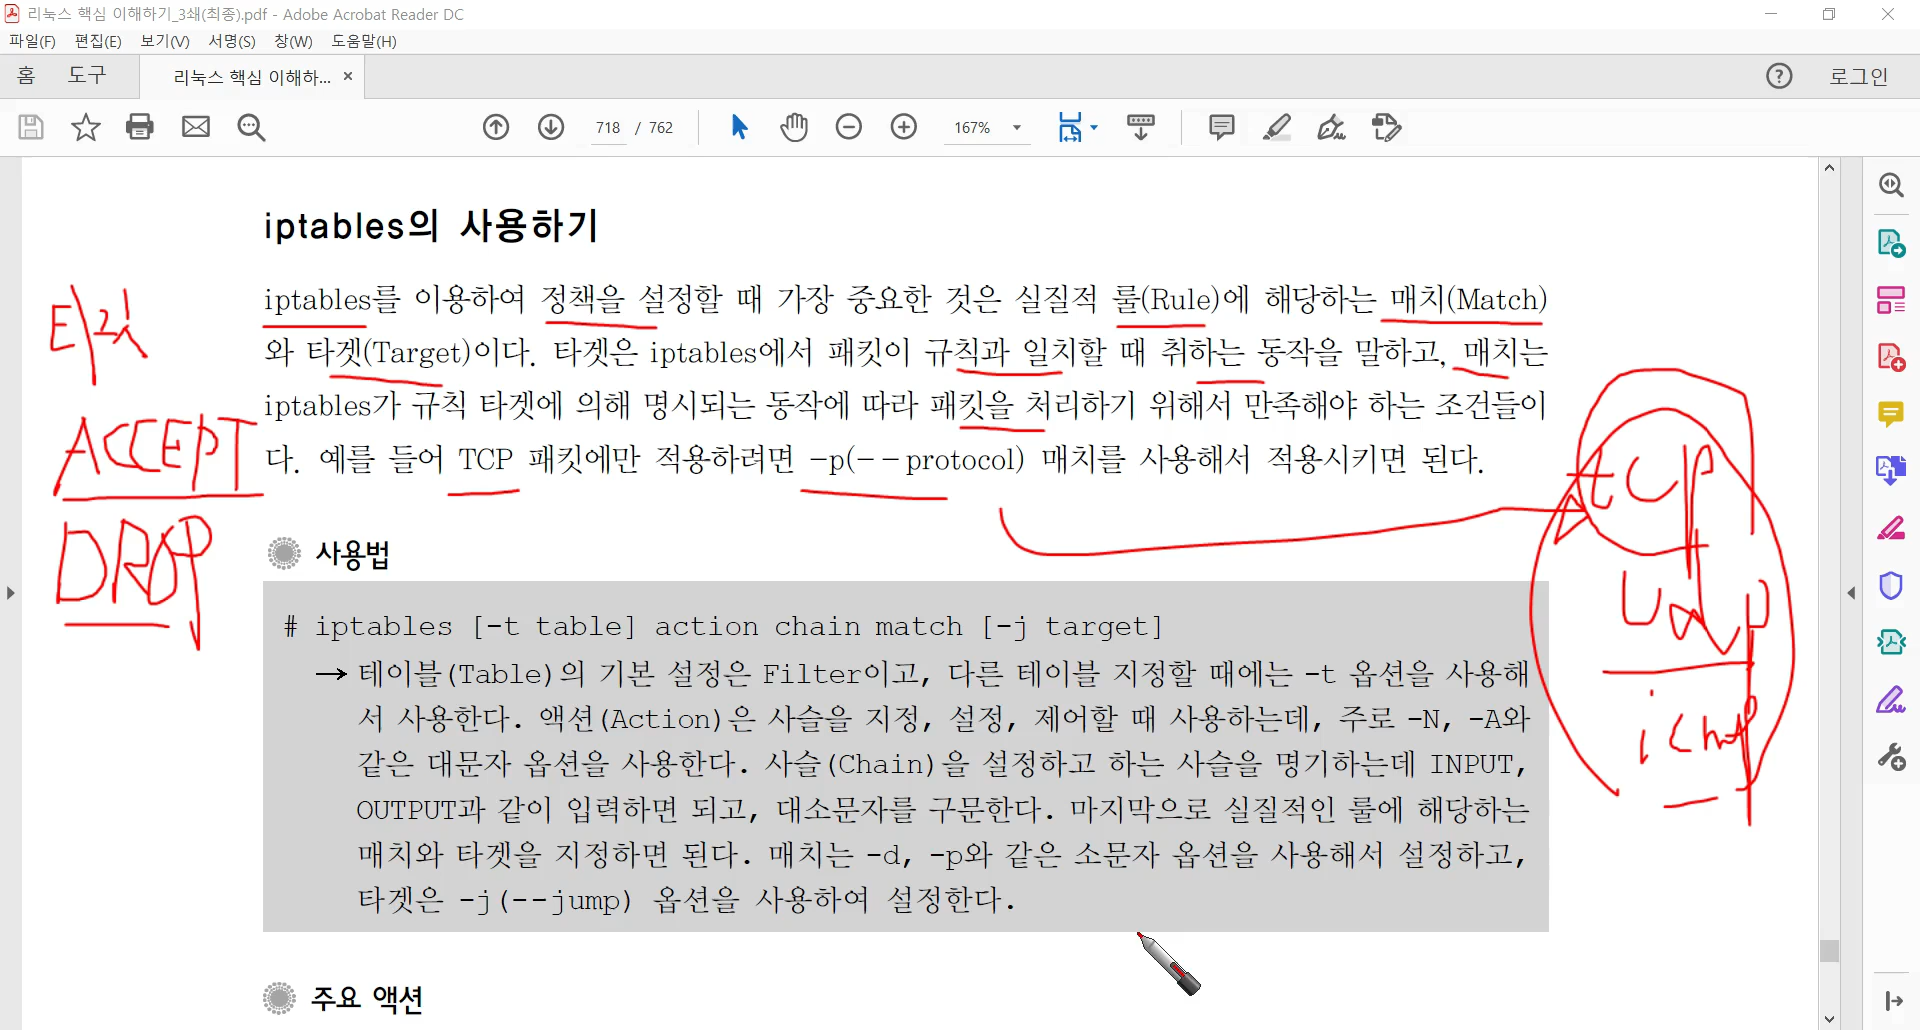 리눅스 핵심 이해하기_3쇄(최종).pdf - Adobe Acrobat Reader DC
파일(F) 편집(E) 보기(V) 서명(S) 창(W) 도움말(H)
홈 도구 리눅스 핵심 이해하... × 로그인
718 / 762 167%
iptables의 사용하기
iptables를 이용하여 정책을 설정할 때 가장 중요한 것은 실질적 룰(Rule)에 해당하는 매치(Match)
와 타겟(Target)이다. 타겟은 iptables에서 패킷이 규칙과 일치할 때 취하는 동작을 말하고, 매치는
iptables가 규칙 타겟에 의해 명시되는 동작에 따라 패킷을 처리하기 위해서 만족해야 하는 조건들이
다. 예를 들어 TCP 패킷에만 적용하려면 -p(--protocol) 매치를 사용해서 적용시키면 된다.
타겟
ACCEPT
DROP
tcp
udp
icmp
사용법
# iptables [-t table] action chain match [-j target]
→ 테이블(Table)의 기본 설정은 Filter이고, 다른 테이블 지정할 때에는 -t 옵션을 사용해
서 사용한다. 액션(Action)은 사슬을 지정, 설정, 제어할 때 사용하는데, 주로 -N, -A와
같은 대문자 옵션을 사용한다. 사슬(Chain)을 설정하고 하는 사슬을 명기하는데 INPUT,
OUTPUT과 같이 입력하면 되고, 대소문자를 구문한다. 마지막으로 실질적인 룰에 해당하는
매치와 타겟을 지정하면 된다. 매치는 -d, -p와 같은 소문자 옵션을 사용해서 설정하고,
타겟은 -j(--jump) 옵션을 사용하여 설정한다.
주요 액션